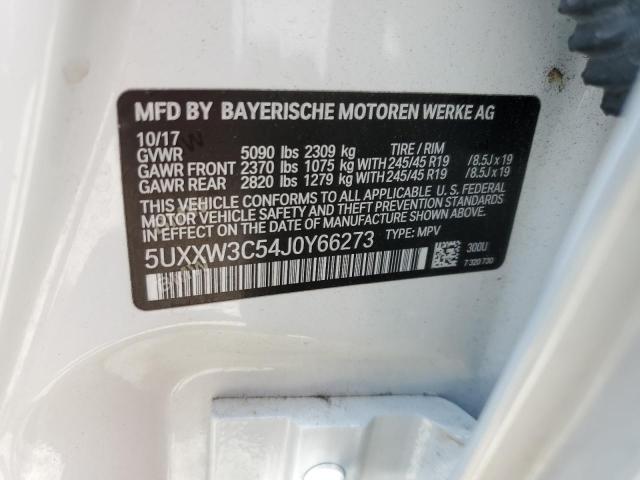 MFD BY BAYERISCHE MOTOREN WERKE AG
10/17
GVWR 5090 lbs 2309 kg TIRE / RIM
GAWR FRONT 2370 lbs 1075 kg WITH 245/45 R19 /8.5J x 19
GAWR REAR 2820 lbs 1279 kg WITH 245/45 R19 /8.5J x 19
THIS VEHICLE CONFORMS TO ALL APPLICABLE U.S. FEDERAL
MOTOR VEHICLE SAFETY AND THEFT PREVENTION STANDARDS
IN EFFECT ON THE DATE OF MANUFACTURE SHOWN ABOVE.
5UXXW3C54J0Y66273 TYPE: MPV
300U
7 320 730